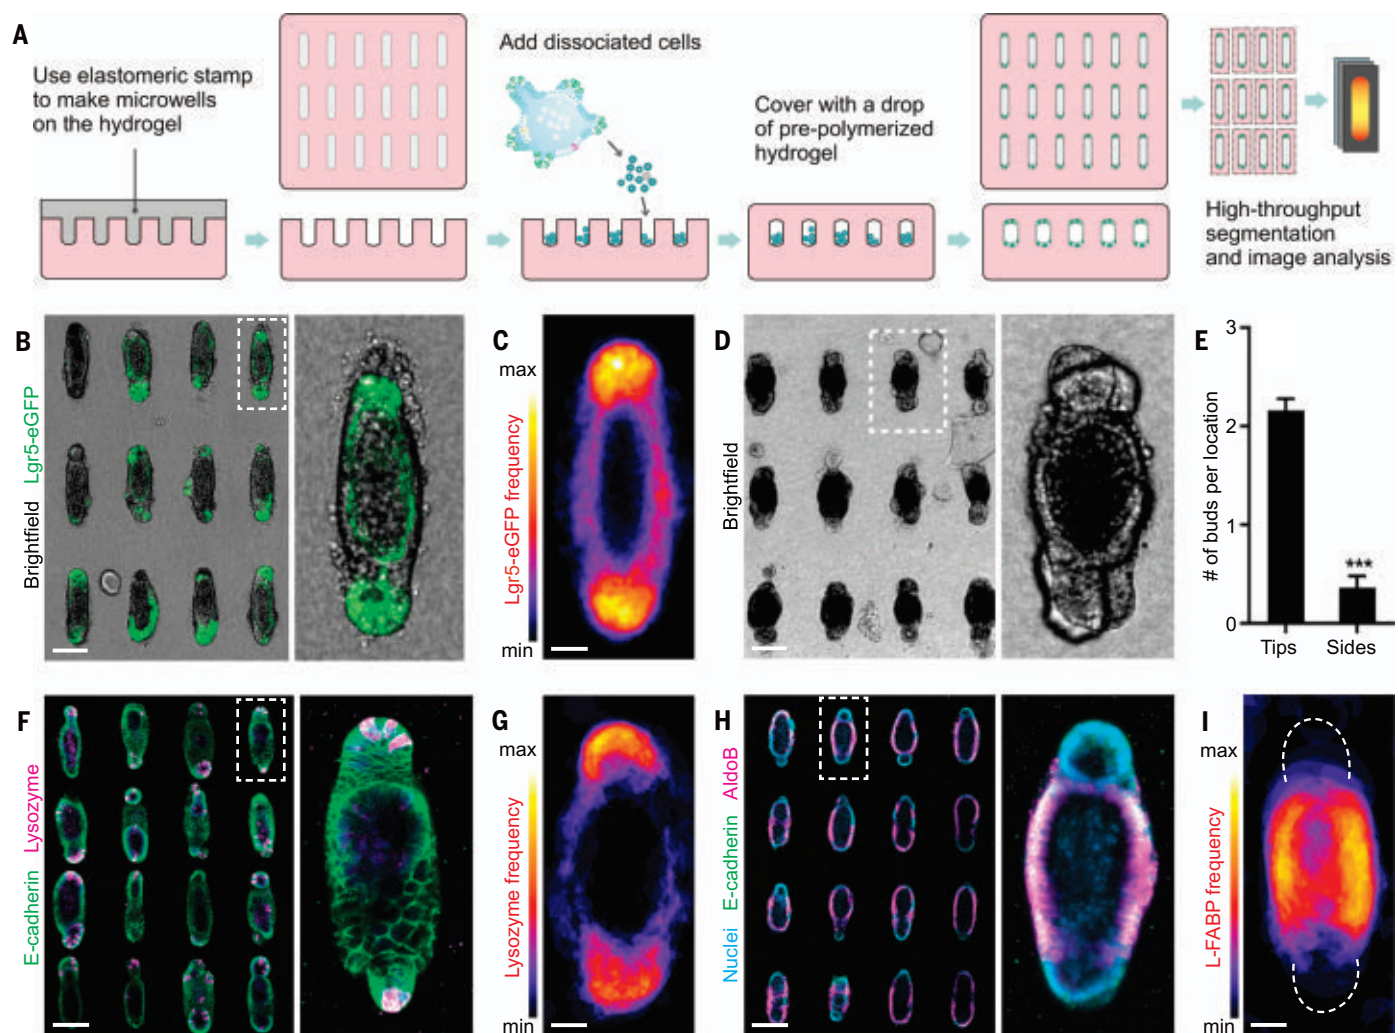 A
Use elastomeric stamp
to make microwells
on the hydrogel
Add dissociated cells
Cover with a drop
of pre-polymerized
hydrogel
High-throughput
segmentation
and image analysis
B
Brightfield Lgr5-eGFP
C
max
Lgr5-eGFP frequency
min
D
Brightfield
E
# of buds per location
3
2
1
0
***
Tips
Sides
F
E-cadherin Lysozyme
G
max
Lysozyme frequency
min
H
Nuclei E-cadherin AldoB
I
max
L-FABP frequency
min